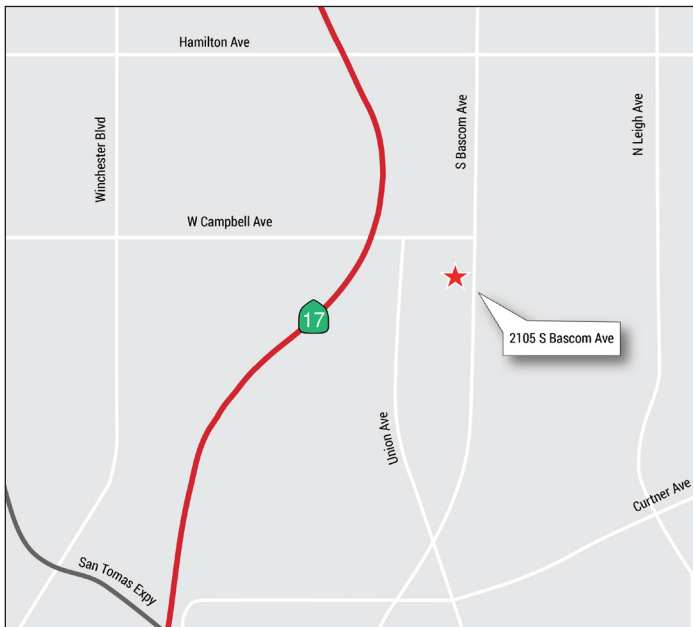 Hamilton Ave
Winchester Blvd
S Bascom Ave
N Leigh Ave
W Campbell Ave
17
2105 S Bascom Ave
Union Ave
Curtner Ave
San Tomas Expy